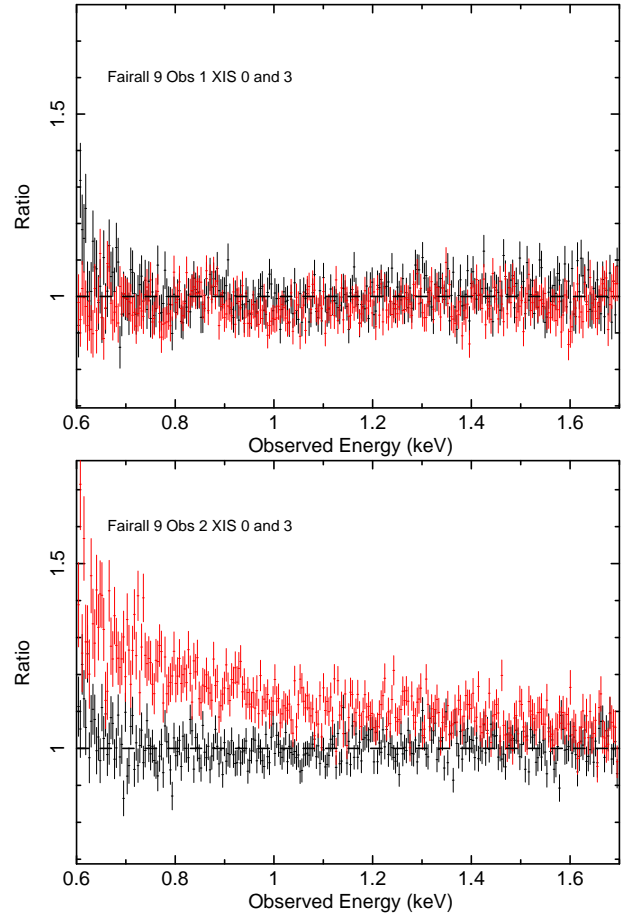 1.5
Fairall 9 Obs 1 XIS 0 and 3
Ratio
1
0.6 0.8 1 1.2 1.4 1.6
Observed Energy (keV)
1.5
Fairall 9 Obs 2 XIS 0 and 3
Ratio
1
0.6 0.8 1 1.2 1.4 1.6
Observed Energy (keV)